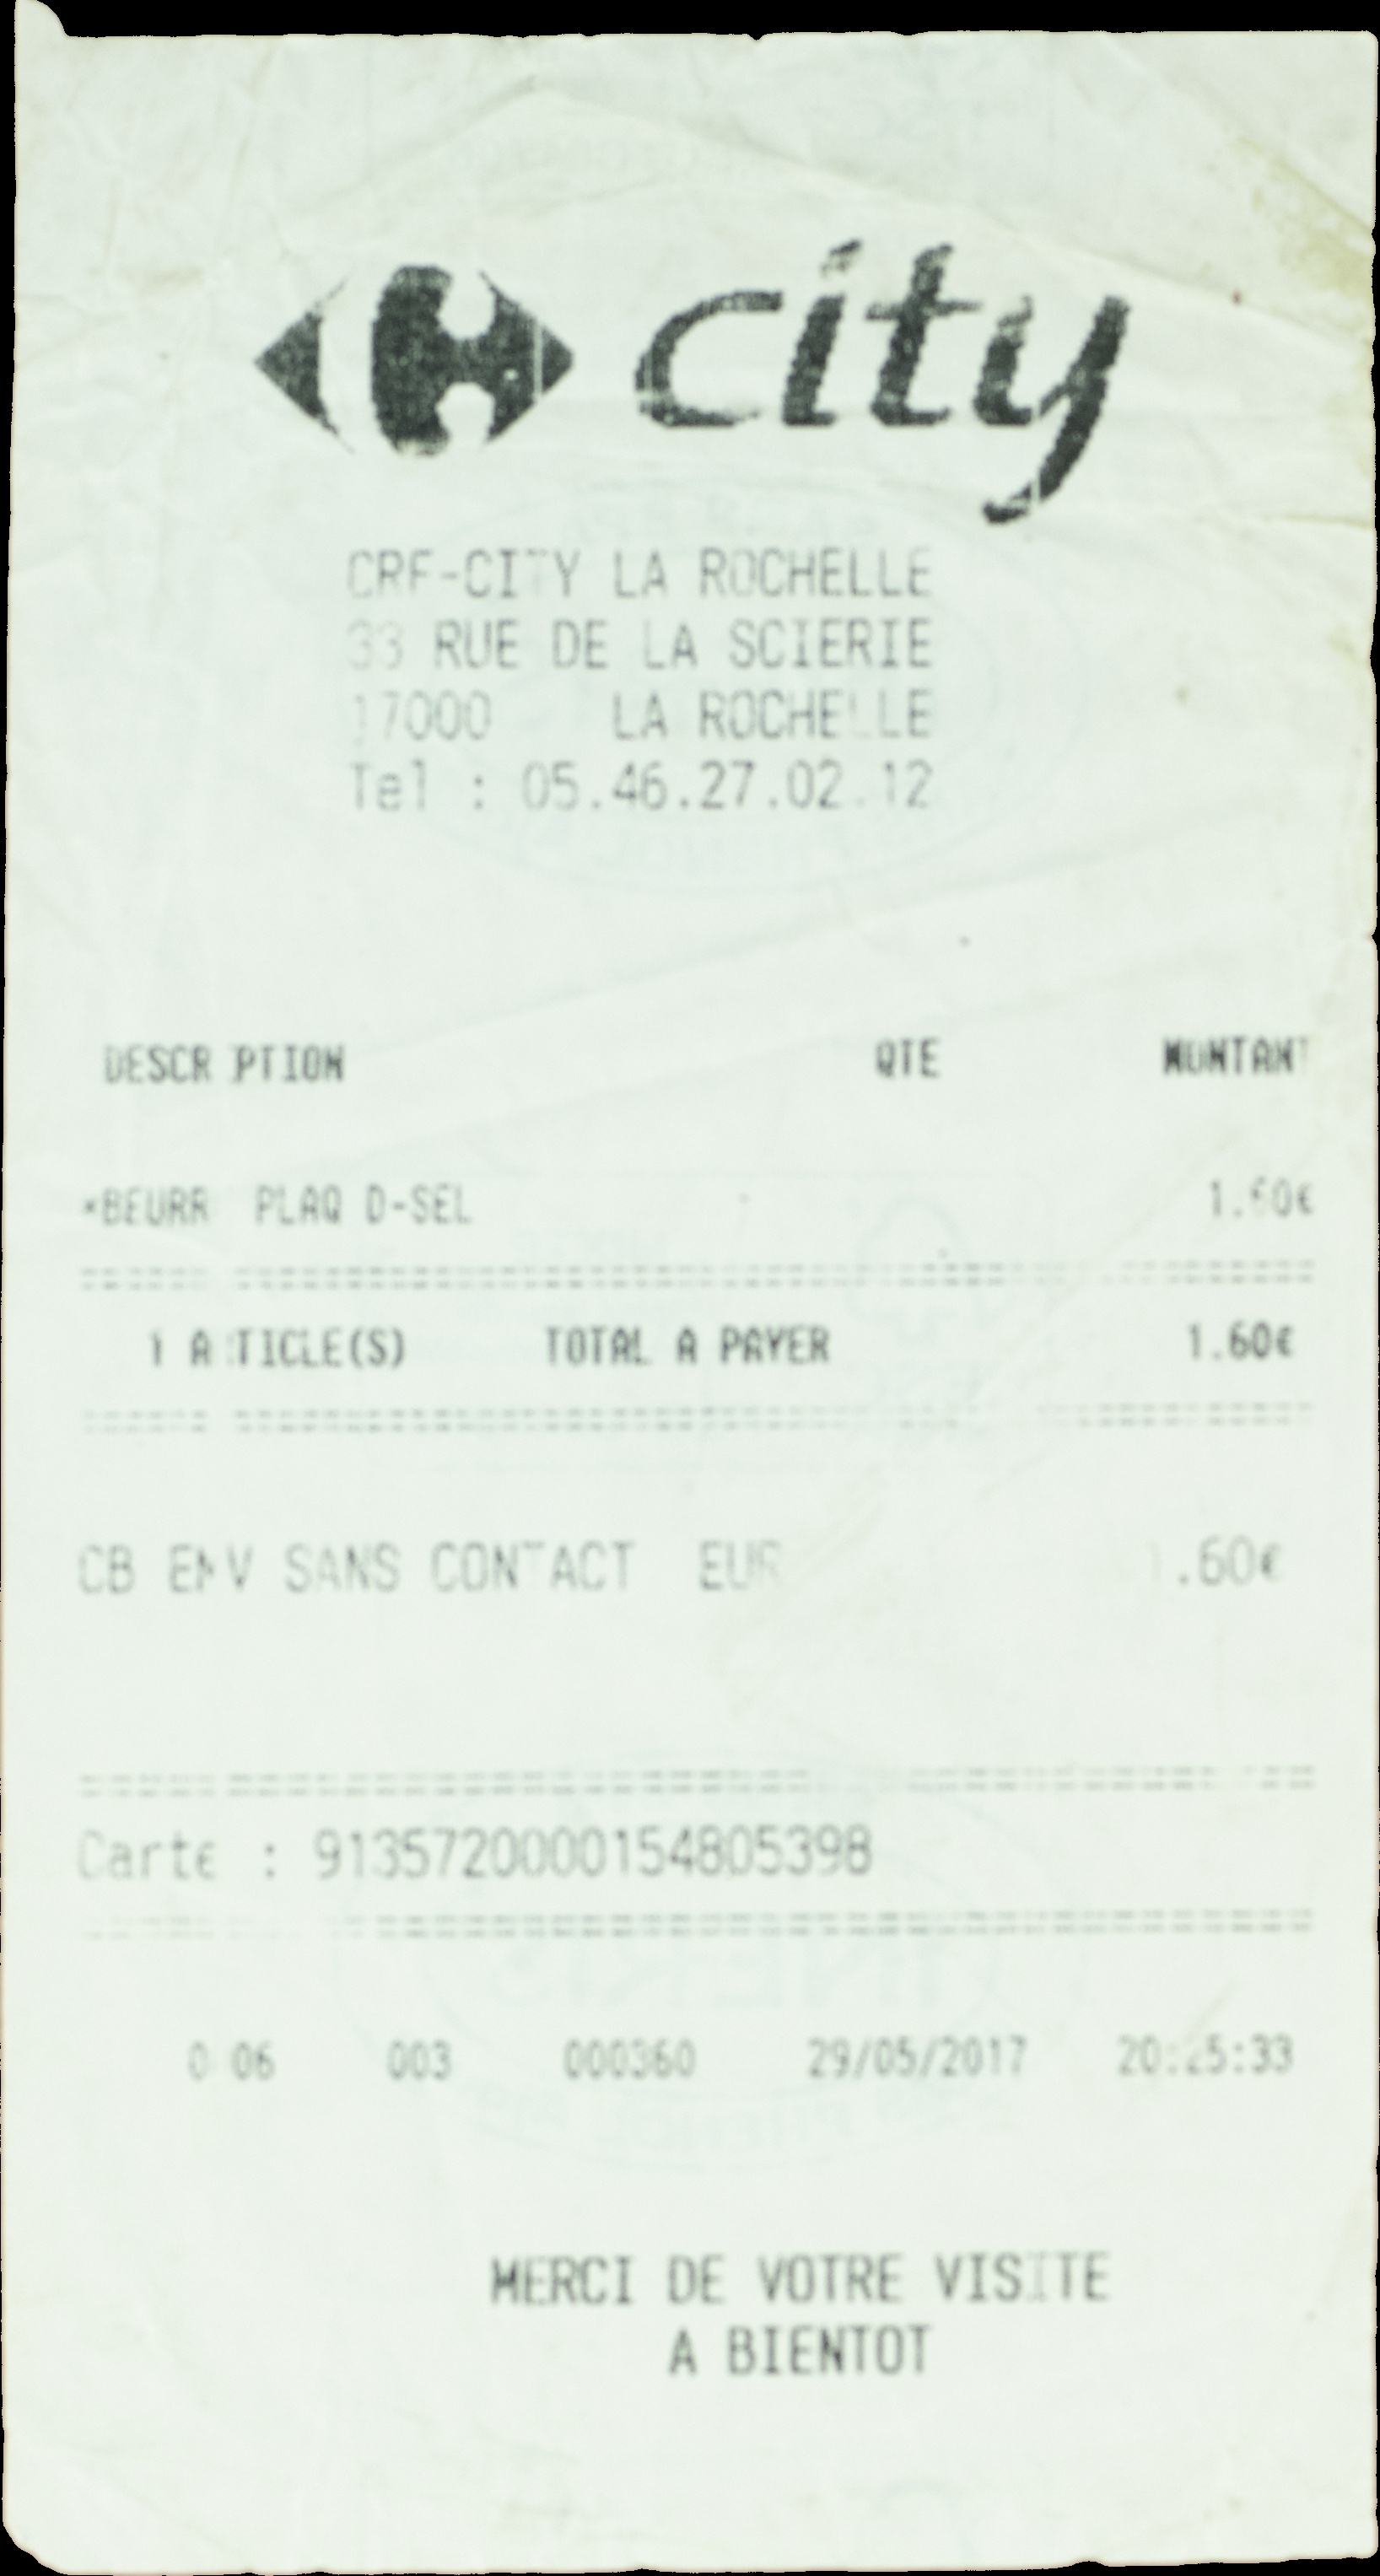 city
CRF-CITY LA ROCHELLE
33 RUE DE LA SCIERIE
17000 LA ROCHELLE
Tel : 05.46.27.02.12
DESCRIPTION QTE MONTANT
*BEURR PLAQ D-SEL 1.60€
1 ARTICLE(S) TOTAL A PAYER 1.60€
CB EMV SANS CONTACT EUR 1.60€
Carte : 9135720000154805398
003 000360 29/05/2017 20:25:33
MERCI DE VOTRE VISITE
A BIENTOT